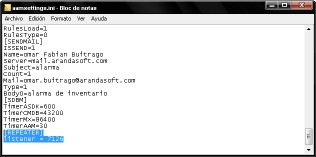 aamsettings.ini - Bloc de notas
Archivo Edición Formato Ver Ayuda
RulesLoad=1
RulesType=0
[SENDMAIL]
ISSEND=1
Name=omar Fabian Buitrago
Server=mail.arandasoft.com
Subject=alarma
Count=1
Mail=omar.buitrago@arandasoft.com
Type=1
Body0=alarma de inventario
[SDBM]
TimerASDK=600
TimerCMDB=43200
TimerMX=86400
TimerAAM=30
[REPEATER]
listener = 7120